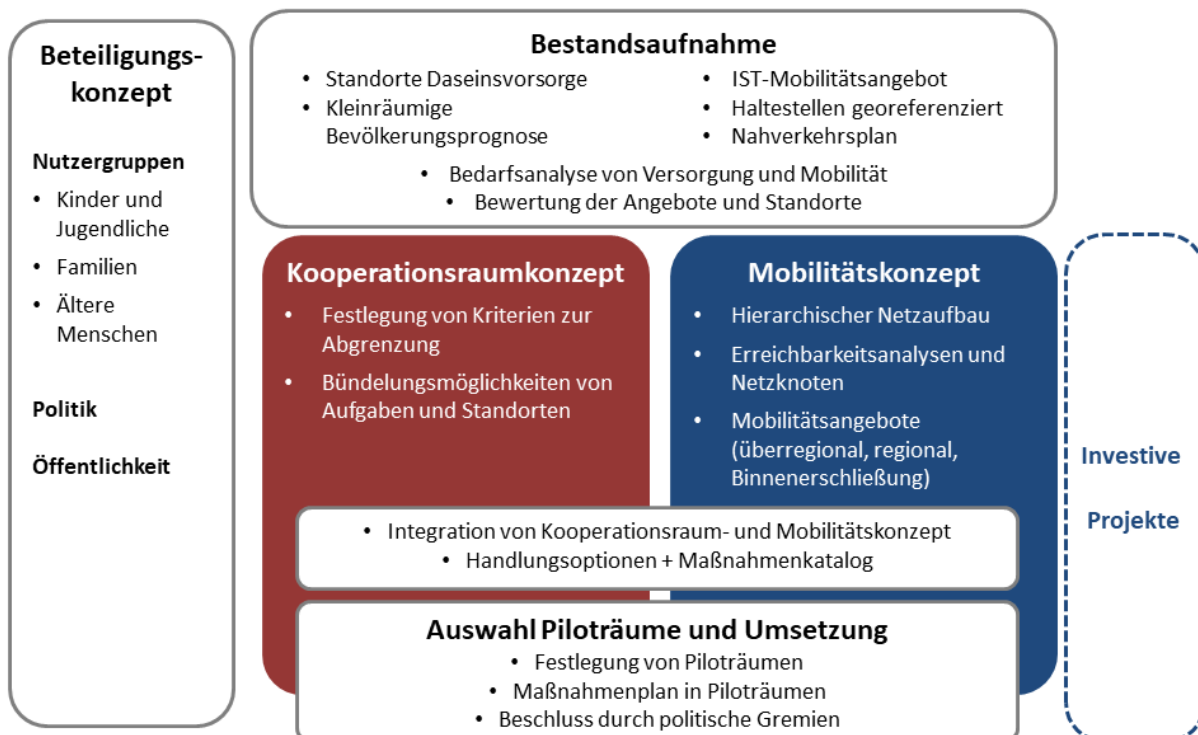 Beteiligungs-
konzept
Nutzergruppen
• Kinder und
Jugendliche
• Familien
• Ältere
Menschen
Politik
Öffentlichkeit
Bestandsaufnahme
• Standorte Daseinsvorsorge
• Kleinräumige
Bevölkerungsprognose
• IST-Mobilitätsangebot
• Haltestellen georeferenziert
• Nahverkehrsplan
• Bedarfsanalyse von Versorgung und Mobilität
• Bewertung der Angebote und Standorte
Kooperationsraumkonzept
• Festlegung von Kriterien zur
Abgrenzung
• Bündelungsmöglichkeiten von
Aufgaben und Standorten
Mobilitätskonzept
• Hierarchischer Netzaufbau
• Erreichbarkeitsanalysen und
Netzknoten
• Mobilitätsangebote
(überregional, regional,
Binnenerschließung)
• Integration von Kooperationsraum- und Mobilitätskonzept
• Handlungsoptionen + Maßnahmenkatalog
Auswahl Piloträume und Umsetzung
• Festlegung von Piloträumen
• Maßnahmenplan in Piloträumen
• Beschluss durch politische Gremien
Investive
Projekte